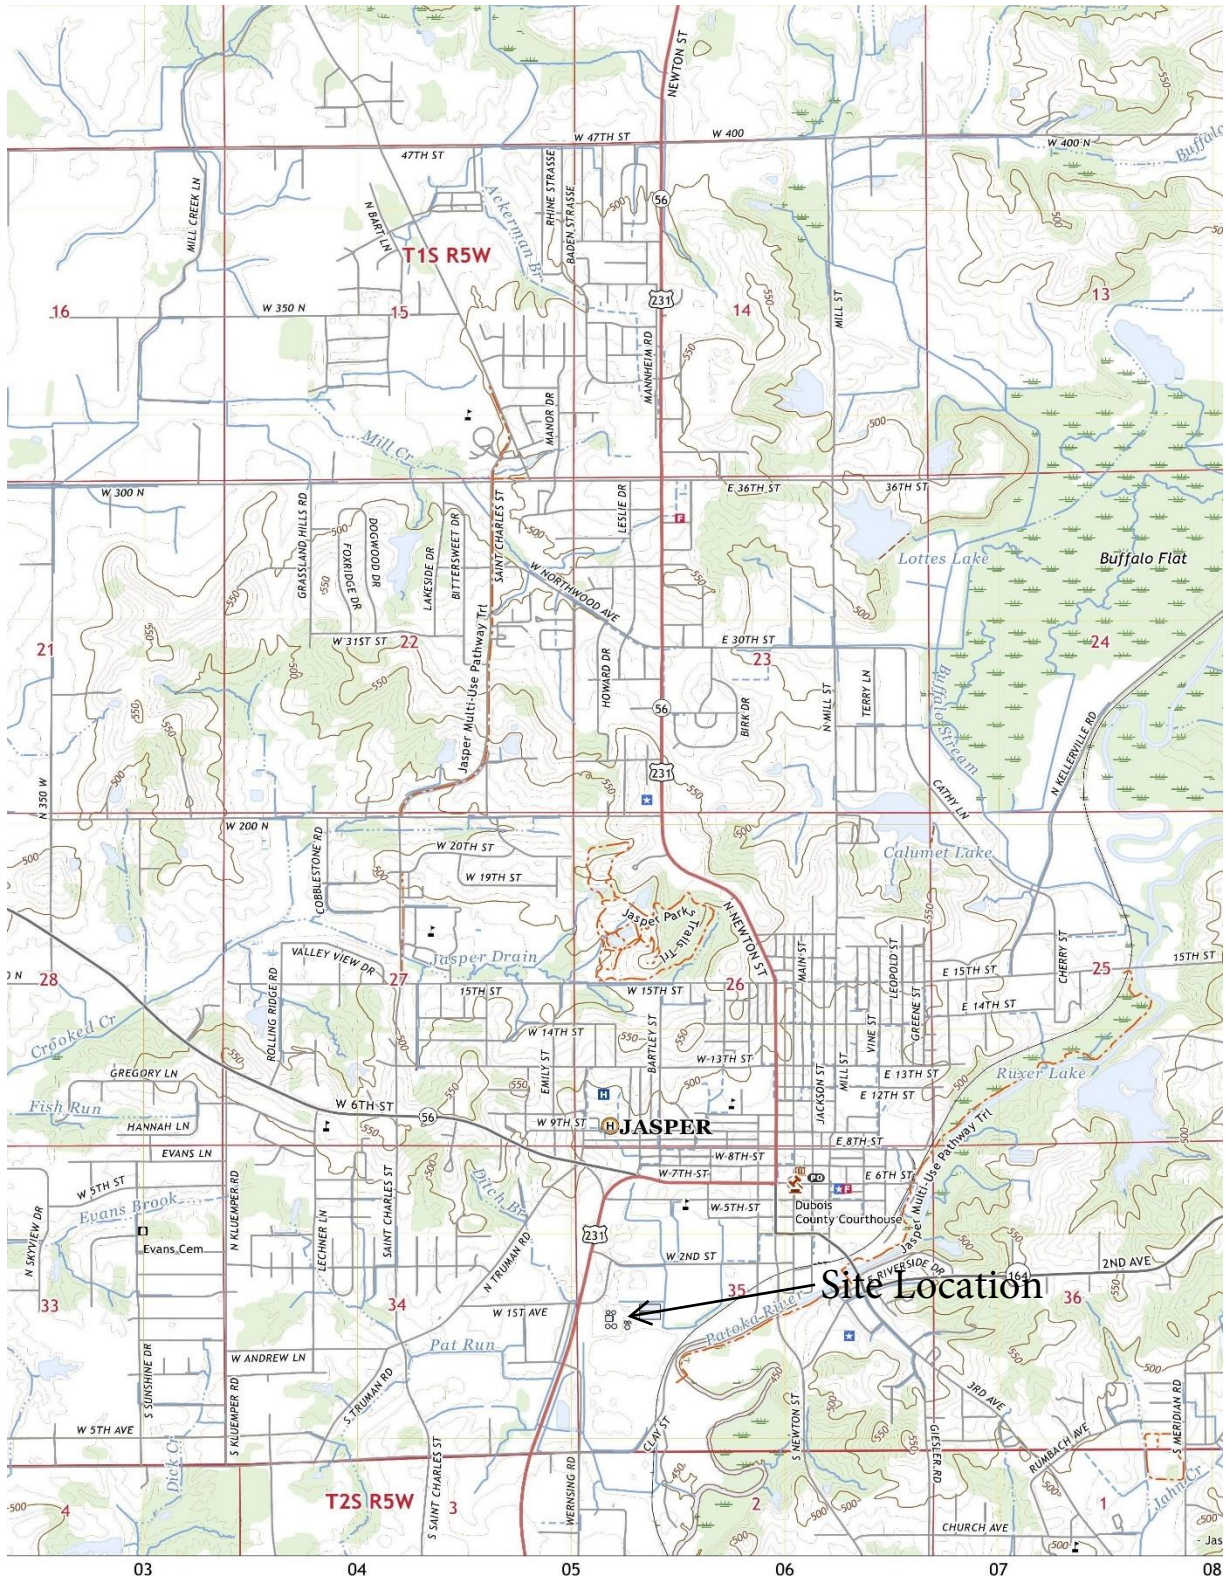 NEWTON ST
W 47TH ST
W 400
W 400 N
Buffalo
47TH ST
MILL CREEK LN
N BART LN
Ackerman Br
RHINE STRASSE
BADEN STRASSE
500
56
550
T1S R5W
16
W 350 N
15
231
14
MILL ST
13
MANNHEIM RD
MANOR DR
Mill Cr
W 300 N
E 36TH ST
36TH ST
GRASSLAND HILLS RD
DOGWOOD DR
FOXRIDGE DR
LAKESIDE DR
BITTERSWEET DR
SAINT CHARLES ST
LESLIE DR
F
Lottes Lake
Buffalo Flat
W NORTHWOOD AVE
21
W 31ST ST
22
Jasper Multi-Use Pathway Trl
E 30TH ST
23
24
HOWARD DR
BIRK DR
N MILL ST
TERRY LN
Buffalo Stream
N KELLERVILLE RD
56
231
CATHY LN
N 350 W
W 200 N
COBBLESTONE RD
W 20TH ST
W 19TH ST
Calumet Lake
Jasper Parks Trails Trl
N NEWTON ST
VALLEY VIEW DR
Jasper Drain
MAIN ST
LEOPOLD ST
E 15TH ST
CHERRY ST
25
15TH ST
0 N
28
27
ROLLING RIDGE RD
15TH ST
W 15TH ST
26
GREENE ST
E 14TH ST
Crooked Cr
W 14TH ST
BARTLEY ST
VINE ST
W 13TH ST
EMILY ST
JACKSON ST
MILL ST
E 13TH ST
Ruxer Lake
GREGORY LN
Fish Run
W 6TH ST
56
H
E 12TH ST
HANNAH LN
W 9TH ST
H
JASPER
E 8TH ST
EVANS LN
W 8TH ST
W 5TH ST
W 7TH ST
E 6TH ST
PO
F
Jasper Multi-Use Pathway Trl
Evans Brook
Ditch Br
W 5TH ST
Dubois
County Courthouse
N SKYVIEW DR
Evans Cem
N KLUEMPER RD
LECHNER LN
SAINT CHARLES ST
N TRUMAN RD
231
W 2ND ST
E RIVERSIDE DR
164
2ND AVE
Site Location
33
34
W 1ST AVE
35
36
Patoka River
Pat Run
S SUNSHINE DR
W ANDREW LN
S KLUEMPER RD
S TRUMAN RD
3RD AVE
S MERIDIAN RD
W 5TH AVE
CLAY ST
S NEWTON ST
GIESLER RD
RUMBACH AVE
Dick Cr
S SAINT CHARLES ST
WERNSING RD
Jahn Cr
4
T2S R5W
3
2
1
CHURCH AVE
- Jas
03
04
05
06
07
08